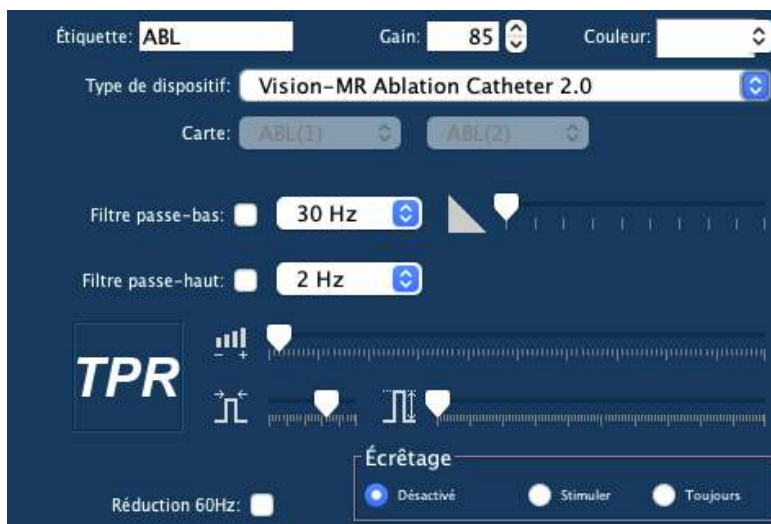 Étiquette: ABL Gain: 85 Couleur:
Type de dispositif: Vision-MR Ablation Catheter 2.0
Carte: ABL(1) ABL(2)
Filtre passe-bas: 30 Hz
Filtre passe-haut: 2 Hz
TPR
- +
Écrêtage
Réduction 60Hz: Désactivé Stimuler Toujours